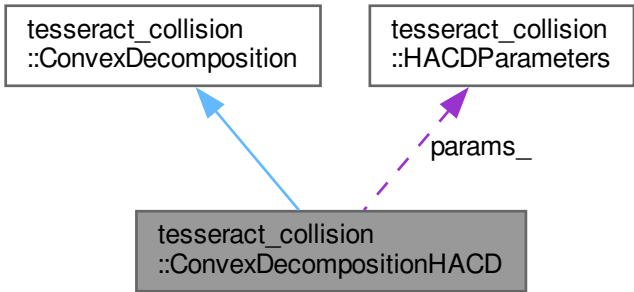 tesseract_collision
::ConvexDecomposition
tesseract_collision
::HACDParameters
params_
tesseract_collision
::ConvexDecompositionHACD